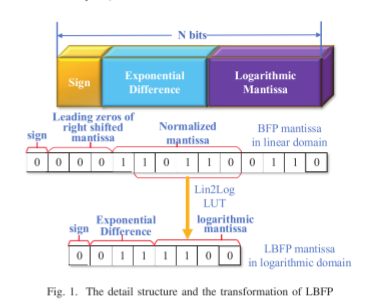 N bits
Sign
Exponential
Difference
Logarithmic
Mantissa
Leading zeros of
right shifted
mantissa
sign
Normalized
mantissa
BFP mantissa
in linear domain
0 0 0 0 1 1 0 1 1 0 0 1 1 0
Lin2Log
LUT
sign
Exponential
Difference
logarithmic
mantissa
0 0 1 1 1 1 0 0
LBFP mantissa
in logarithmic domain
Fig. 1. The detail structure and the transformation of LBFP